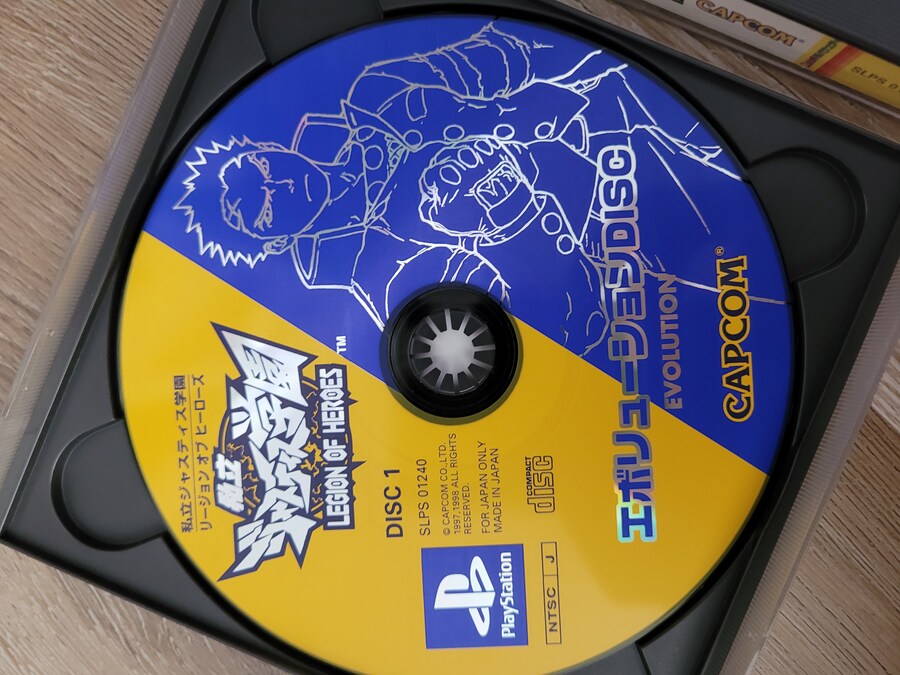 私立ジャスティス学園
リージョン オブ ヒーローズ
私立
ジャスティス学園
LEGION OF HEROES™
DISC 1
SLPS 01240
© CAPCOM CO.,LTD.
1997,1998 ALL RIGHTS
RESERVED.
FOR JAPAN ONLY
MADE IN JAPAN
COMPACT
disc
PlayStation
NTSC J
エボリューションDISC
EVOLUTION
CAPCOM®
CAPCOM
SLPS 0